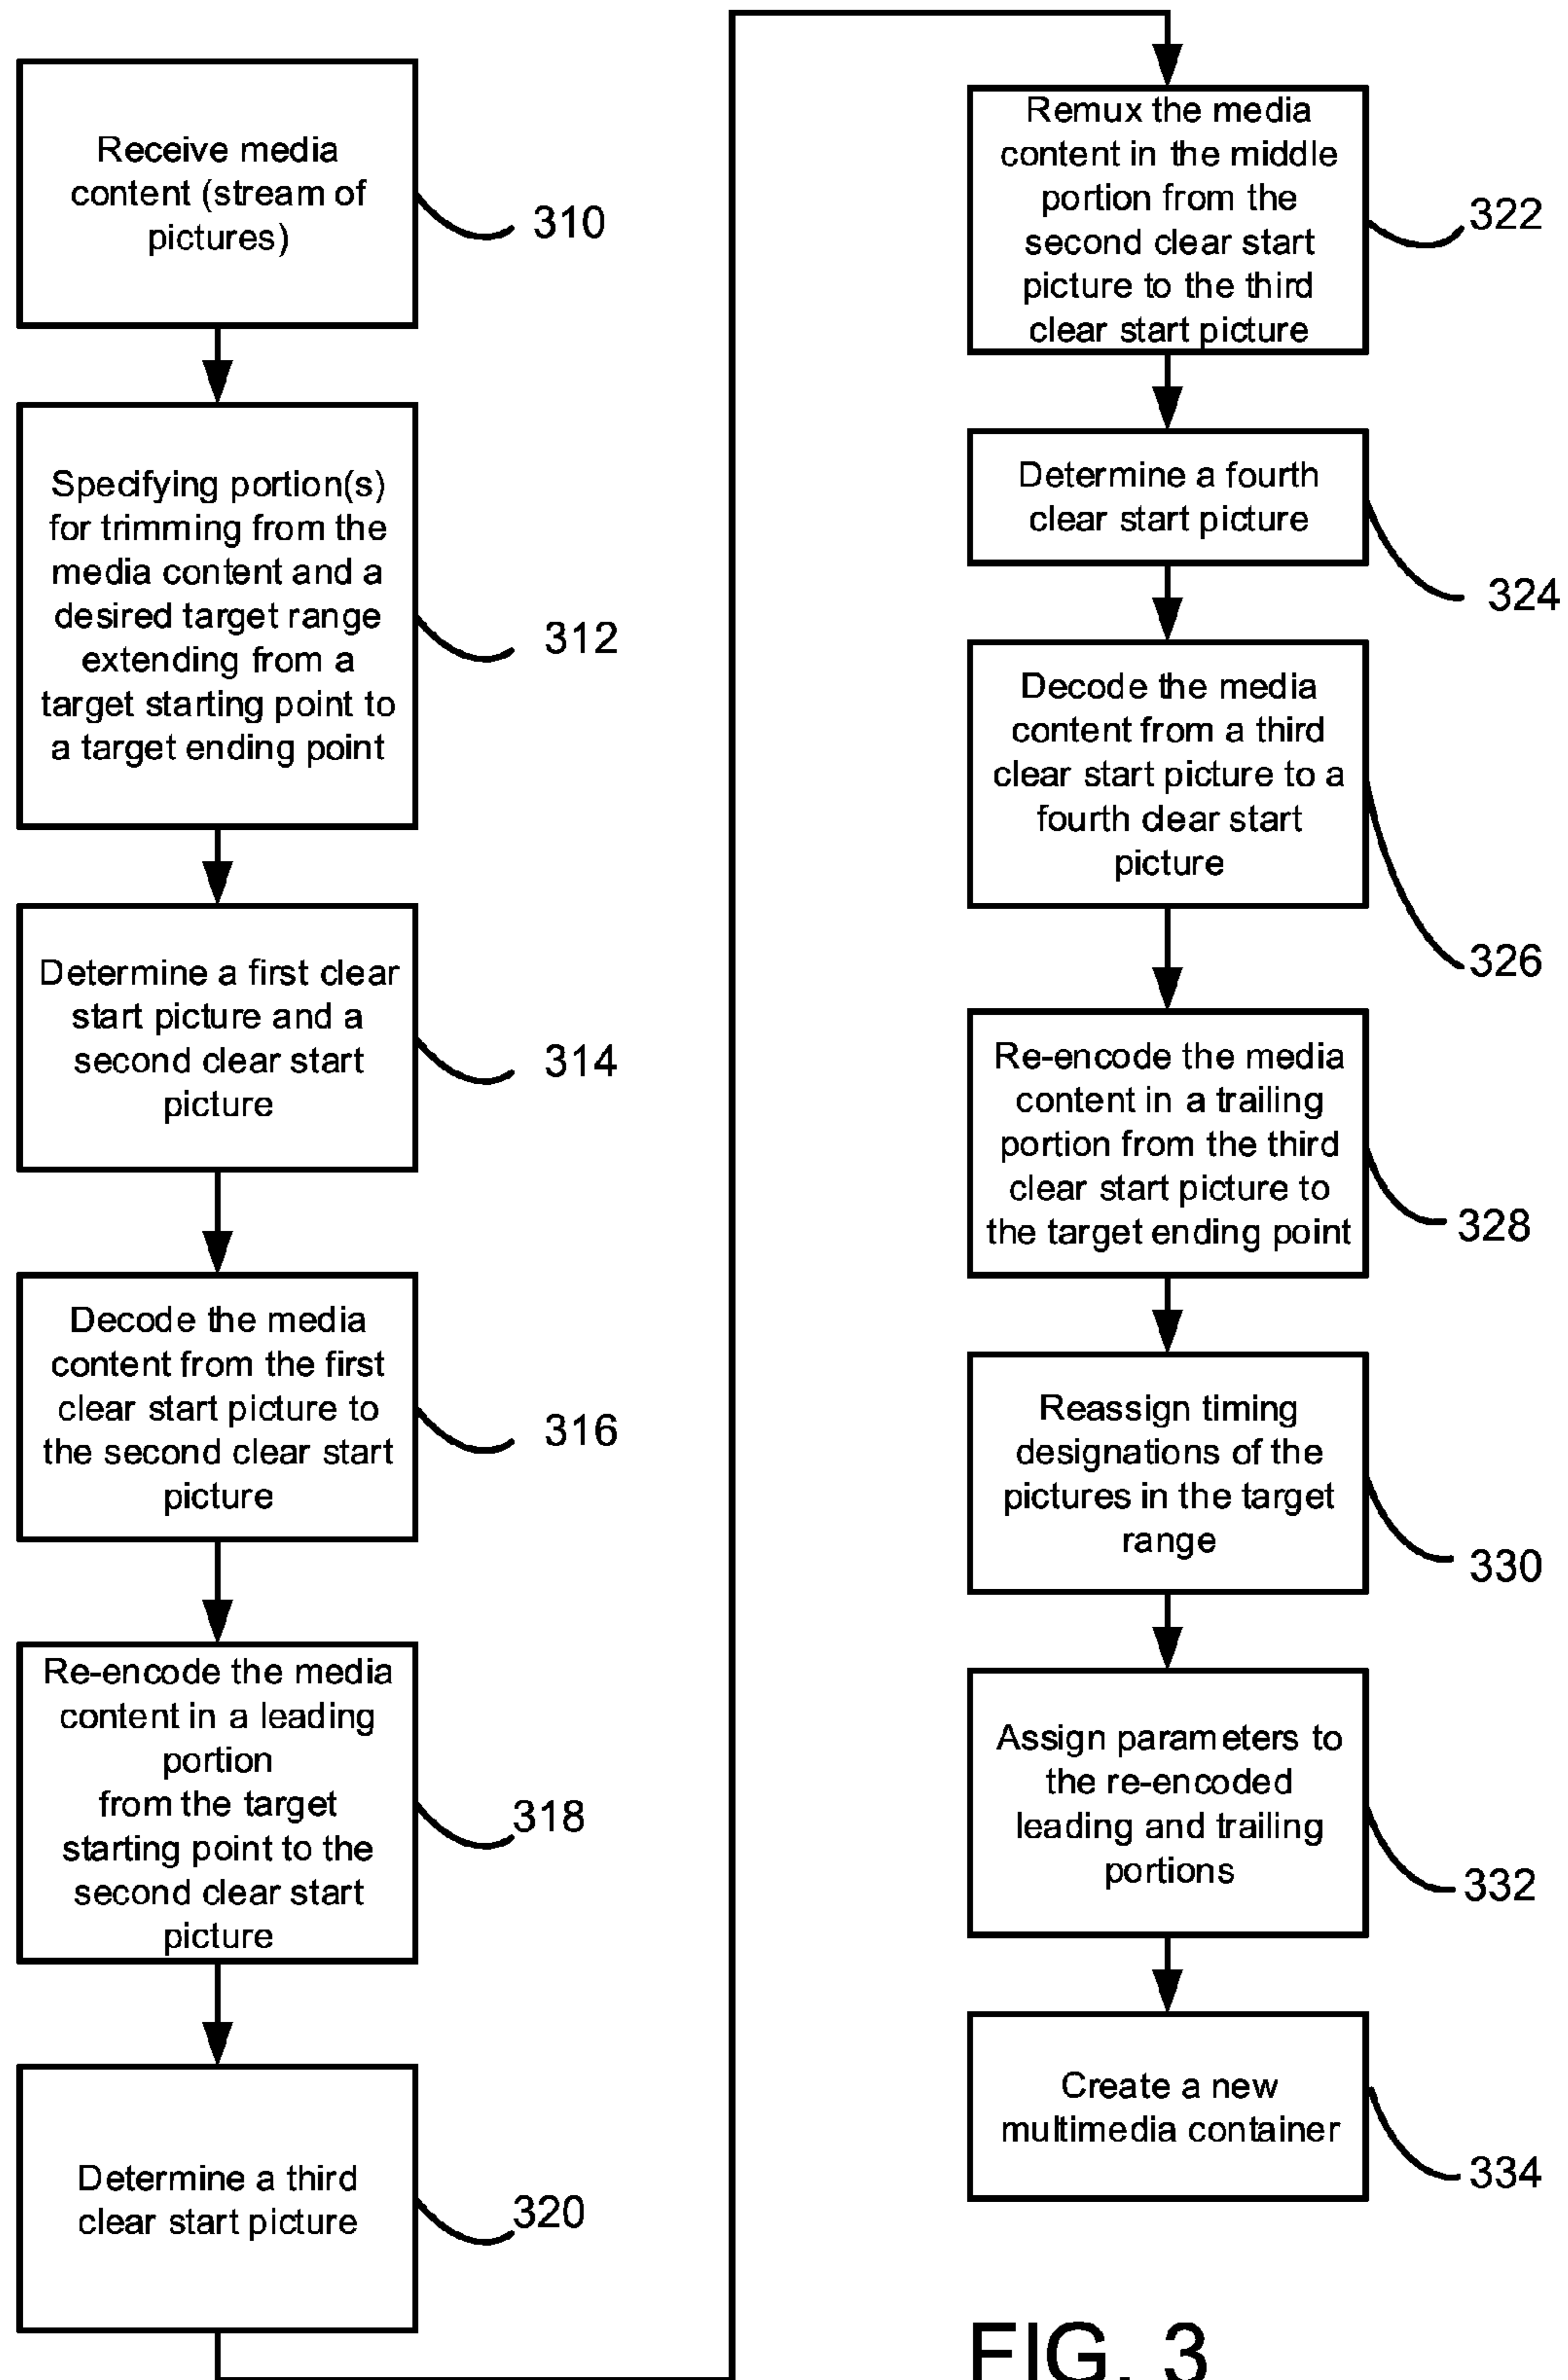 Receive media
content (stream of
pictures)
310
Specifying portion(s)
for trimming from the
media content and a
desired target range
extending from a
target starting point to
a target ending point
312
Determine a first clear
start picture and a
second clear start
picture
314
Decode the media
content from the first
clear start picture to
the second clear start
picture
316
Re-encode the media
content in a leading
portion
from the target
starting point to the
second clear start
picture
318
Determine a third
clear start picture
320
Remux the media
content in the middle
portion from the
second clear start
picture to the third
clear start picture
322
Determine a fourth
clear start picture
324
Decode the media
content from a third
clear start picture to a
fourth clear start
picture
326
Re-encode the media
content in a trailing
portion from the third
clear start picture to
the target ending point
328
Reassign timing
designations of the
pictures in the target
range
330
Assign parameters to
the re-encoded
leading and trailing
portions
332
Create a new
multimedia container
334
FIG. 3